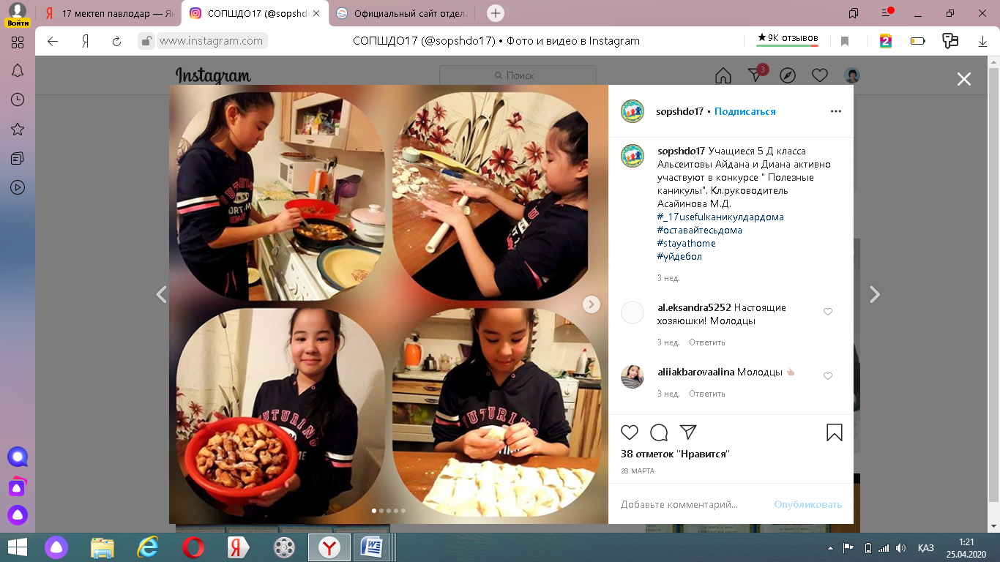 Войти
17 мектеп павлодар — Ян
СОПШДО17 (@sopshdo
Официальный сайт отдела
www.instagram.com
СОПШДО17 (@sopshdo17) • Фото и видео в Instagram
★9K отзывов
Instagram
Поиск
3
sopshdo17 • Подписаться
sopshdo17 Учащиеся 5 Д класса
Альсеитовы Айдана и Диана активно
участвуют в конкурсе " Полезные
каникулы". Кл.руководитель
Асайинова М.Д.
#_17usefulканикулдардома
#оставайтесьдома
#stayathome
#үйдебол
3 нед.
al.eksandra5252 Настоящие
хозяюшки! Молодцы
3 нед. Ответить
aliiakbarovaalina Молодцы
3 нед. Ответить
38 отметок "Нравится"
28 МАРТА
Добавьте комментарий...
Опубликовать
ҚАЗ
1:21
25.04.2020